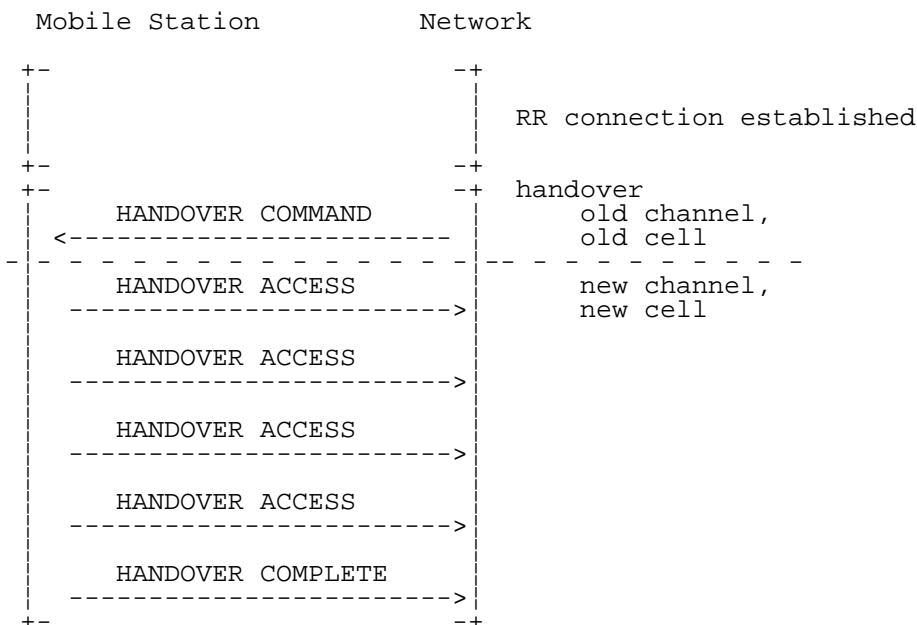 Mobile Station Network
RR connection established
handover
HANDOVER COMMAND old channel,
old cell
HANDOVER ACCESS new channel,
new cell
HANDOVER ACCESS
HANDOVER ACCESS
HANDOVER ACCESS
HANDOVER COMPLETE